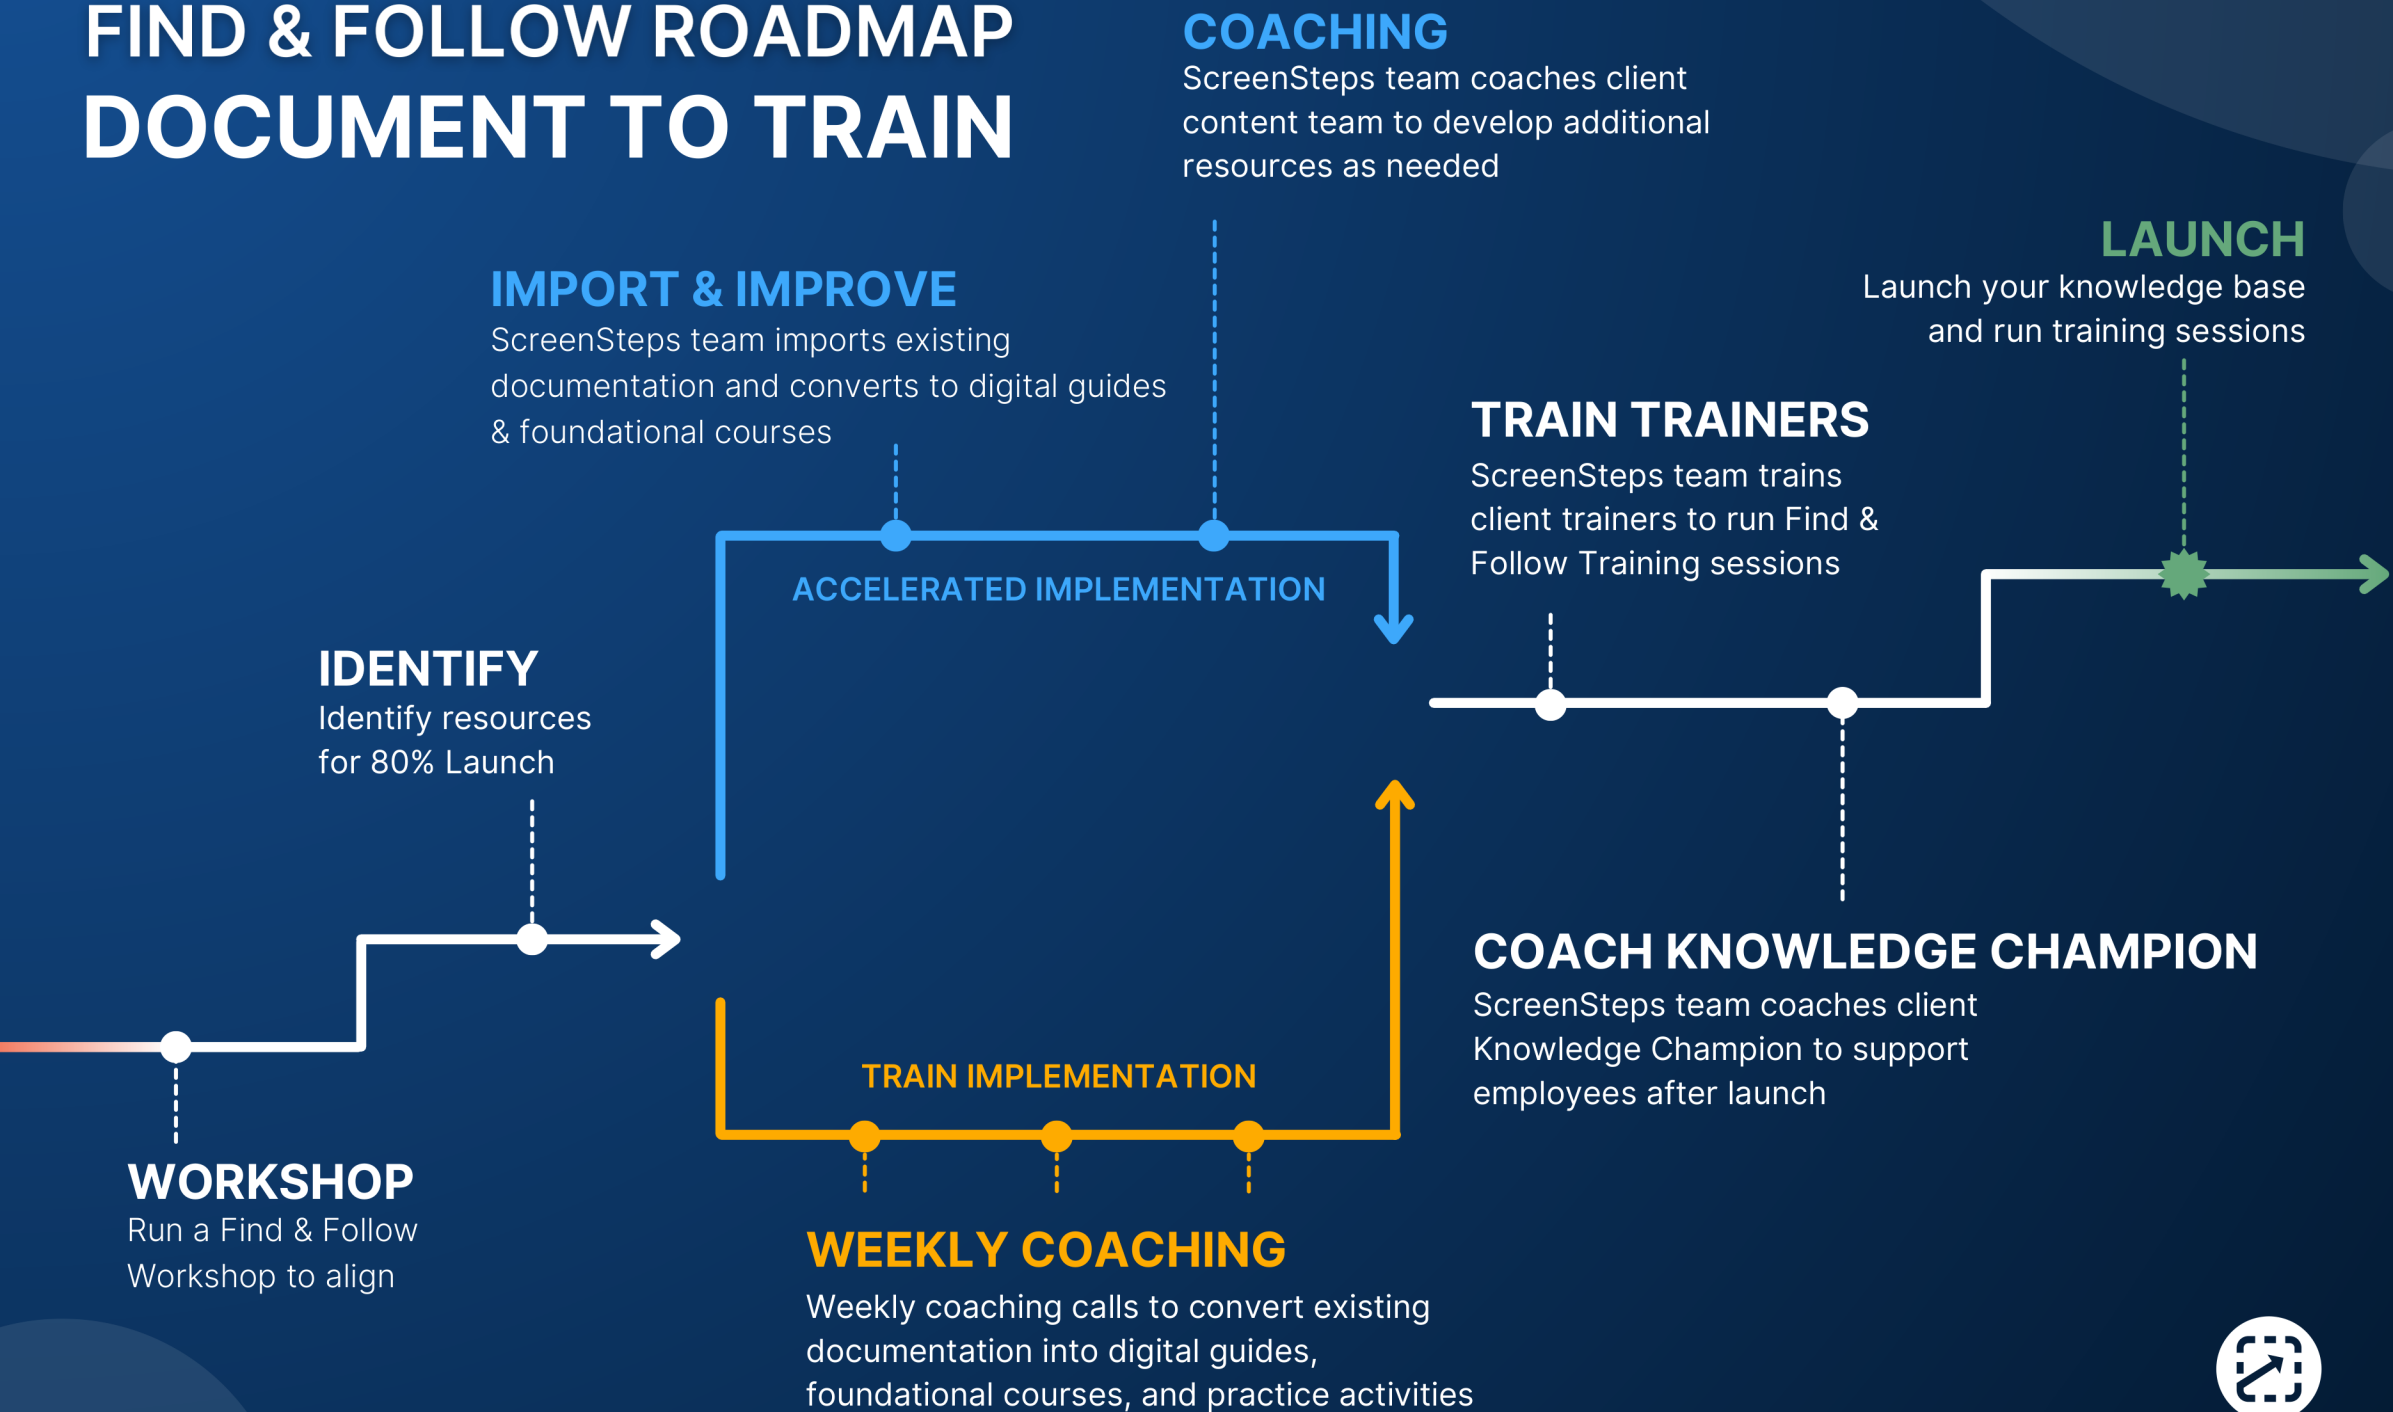 FIND & FOLLOW ROADMAP
DOCUMENT TO TRAIN
COACHING
ScreenSteps team coaches client
content team to develop additional
resources as needed
IMPORT & IMPROVE
ScreenSteps team imports existing
documentation and converts to digital guides
& foundational courses
LAUNCH
Launch your knowledge base
and run training sessions
TRAIN TRAINERS
ScreenSteps team trains
client trainers to run Find &
Follow Training sessions
ACCELERATED IMPLEMENTATION
IDENTIFY
Identify resources
for 80% Launch
COACH KNOWLEDGE CHAMPION
ScreenSteps team coaches client
Knowledge Champion to support
employees after launch
TRAIN IMPLEMENTATION
WORKSHOP
Run a Find & Follow
Workshop to align
WEEKLY COACHING
Weekly coaching calls to convert existing
documentation into digital guides,
foundational courses, and practice activities